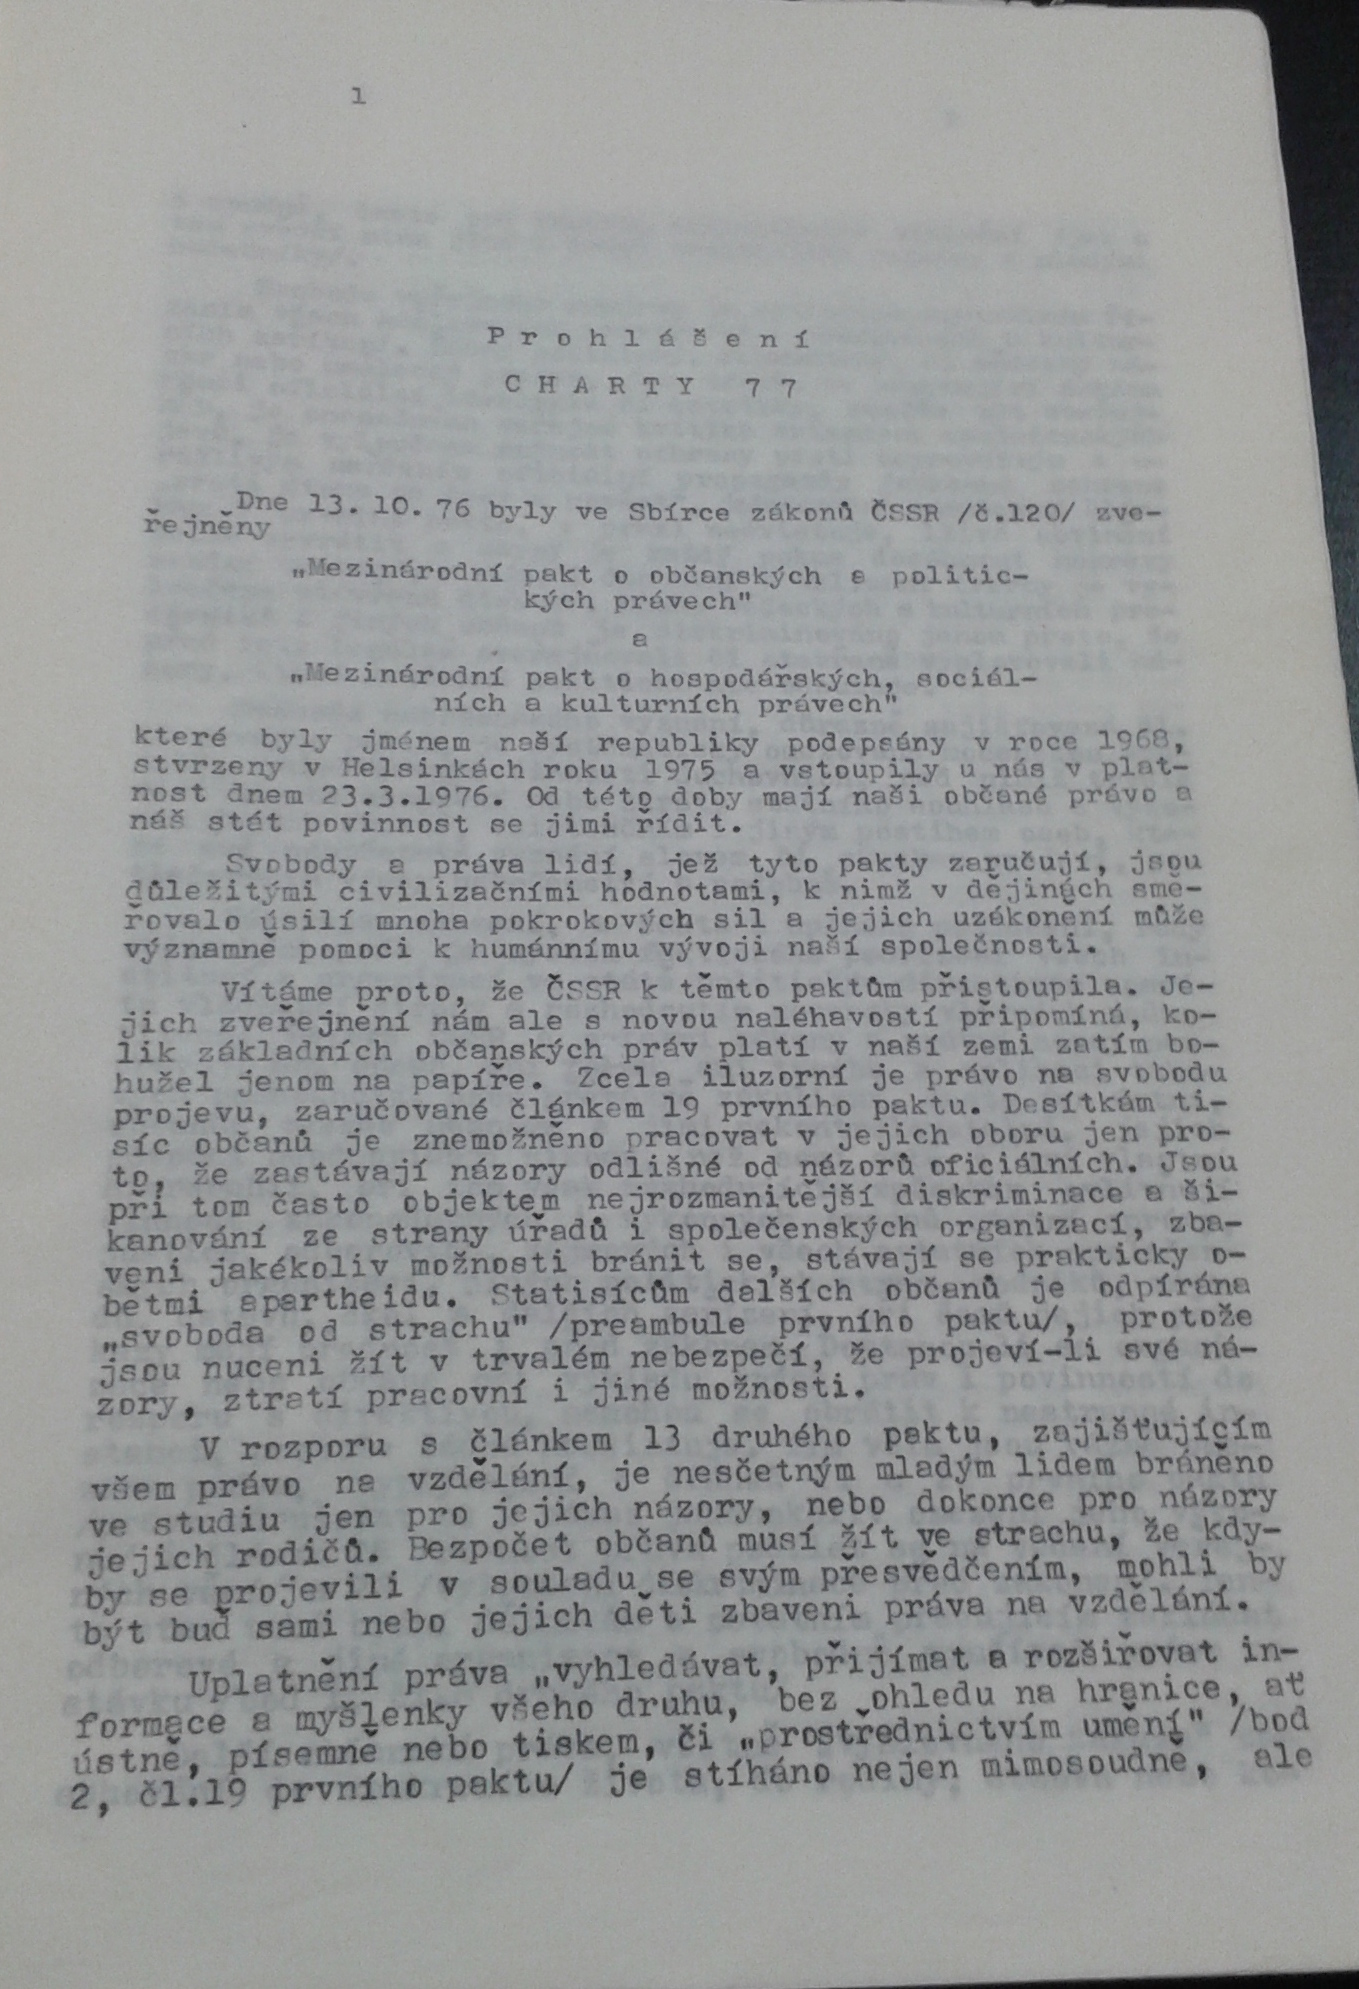 1
Prohlášení
CHARTY 77
Dne 13. 10. 76 byly ve Sbírce zákonů ČSSR /č.120/ zve-
řejněny
„Mezinárodní pakt o občanských a politic-
kých právech"
a
„Mezinárodní pakt o hospodářských, sociál-
ních a kulturních právech"
které byly jménem naší republiky podepsány v roce 1968,
stvrzeny v Helsinkách roku 1975 a vstoupily u nás v plat-
nost dnem 23.3.1976. Od této doby mají naši občané právo a
náš stát povinnost se jimi řídit.
Svobody a práva lidí, jež tyto pakty zaručují, jsou
důležitými civilizačními hodnotami, k nimž v dějinách smě-
řovalo úsilí mnoha pokrokových sil a jejich uzákonění může
významně pomoci k humánnímu vývoji naší společnosti.
Vítáme proto, že ČSSR k těmto paktům přistoupila. Je-
jich zveřejnění nám ale s novou naléhavostí připomíná, ko-
lik základních občanských práv platí v naší zemi zatím bo-
hužel jenom na papíře. Zcela iluzorní je právo na svobodu
projevu, zaručované článkem 19 prvního paktu. Desítkám ti-
síc občanů je znemožněno pracovat v jejich oboru jen pro-
to, že zastávají názory odlišné od názorů oficiálních. Jsou
při tom často objektem nejrozmanitější diskriminace a ši-
kanování ze strany úřadů i společenských organizací, zba-
veni jakékoliv možnosti bránit se, stávají se prakticky o-
bětmi apartheidu. Statisícům dalších občanů je odpírána
„svoboda od strachu" /preambule prvního paktu/, protože
jsou nuceni žít v trvalém nebezpečí, že projeví-li své ná-
zory, ztratí pracovní i jiné možnosti.
V rozporu s článkem 13 druhého paktu, zajišťujícím
všem právo na vzdělání, je nesčetným mladým lidem bráněno
ve studiu jen pro jejich názory, nebo dokonce pro názory
jejich rodičů. Bezpočet občanů musí žít ve strachu, že kdy-
by se projevili v souladu se svým přesvědčením, mohli by
být buď sami nebo jejich děti zbaveni práva na vzdělání.
Uplatnění práva „vyhledávat, přijímat a rozšiřovat in-
formace a myšlenky všeho druhu, bez ohledu na hranice, ať
ústně, písemně nebo tiskem, či „prostřednictvím umění" /bod
2, čl.19 prvního paktu/ je stíháno nejen mimosoudně, ale